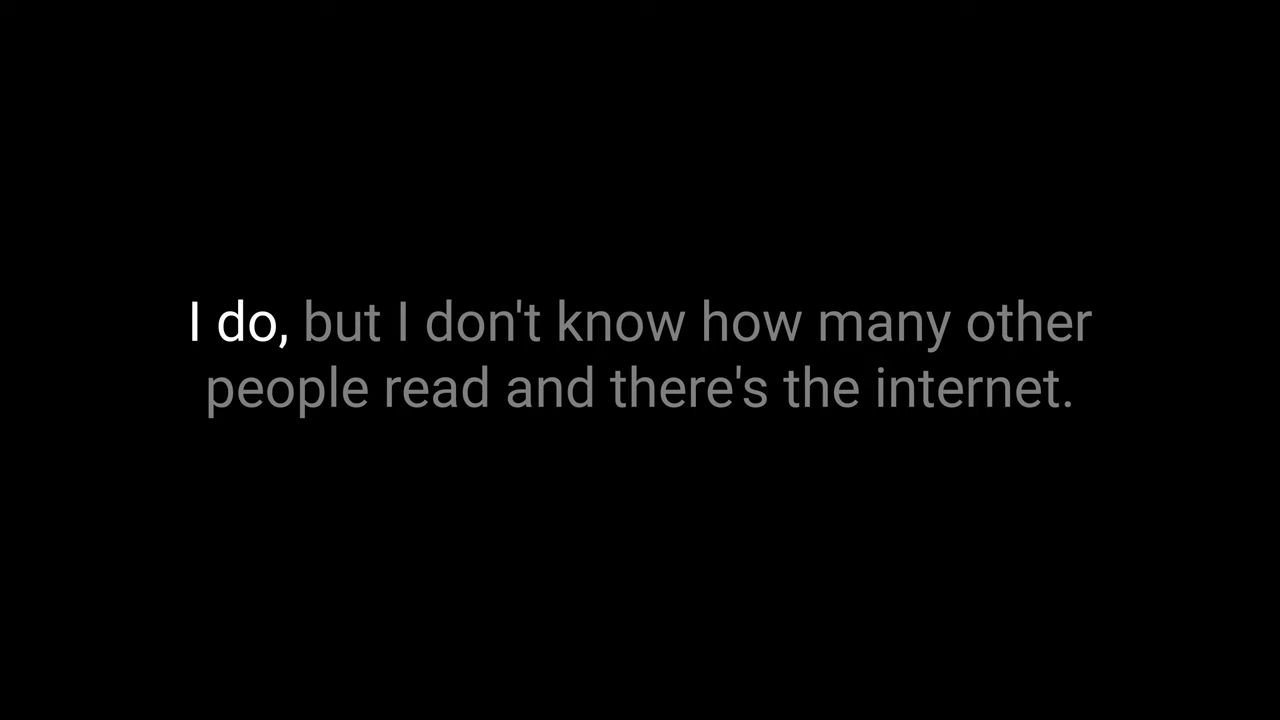 I do, but I don't know how many other
people read and there's the internet.